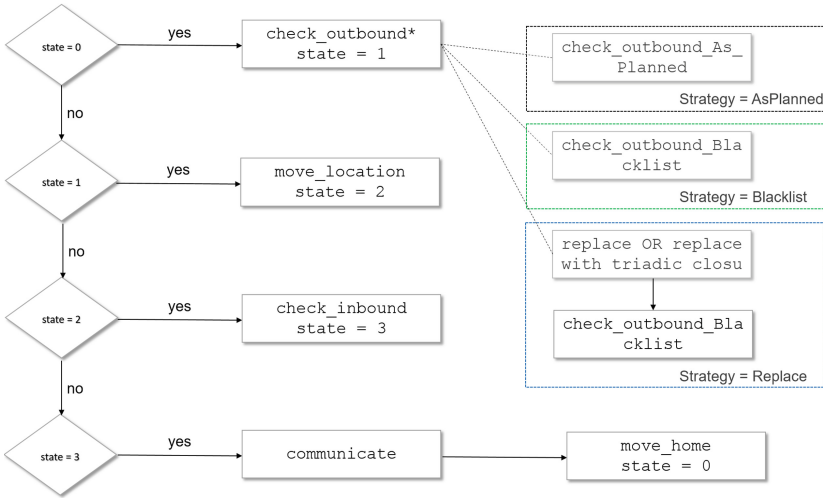 state = 0
yes
check_outbound*
state = 1
check_outbound_As_
Planned
Strategy = AsPlanned
no
state = 1
yes
move_location
state = 2
check_outbound_Bla
cklist
Strategy = Blacklist
no
state = 2
yes
check_inbound
state = 3
replace OR replace
with triadic closu
check_outbound_Bla
cklist
Strategy = Replace
no
state = 3
yes
communicate
move_home
state = 0